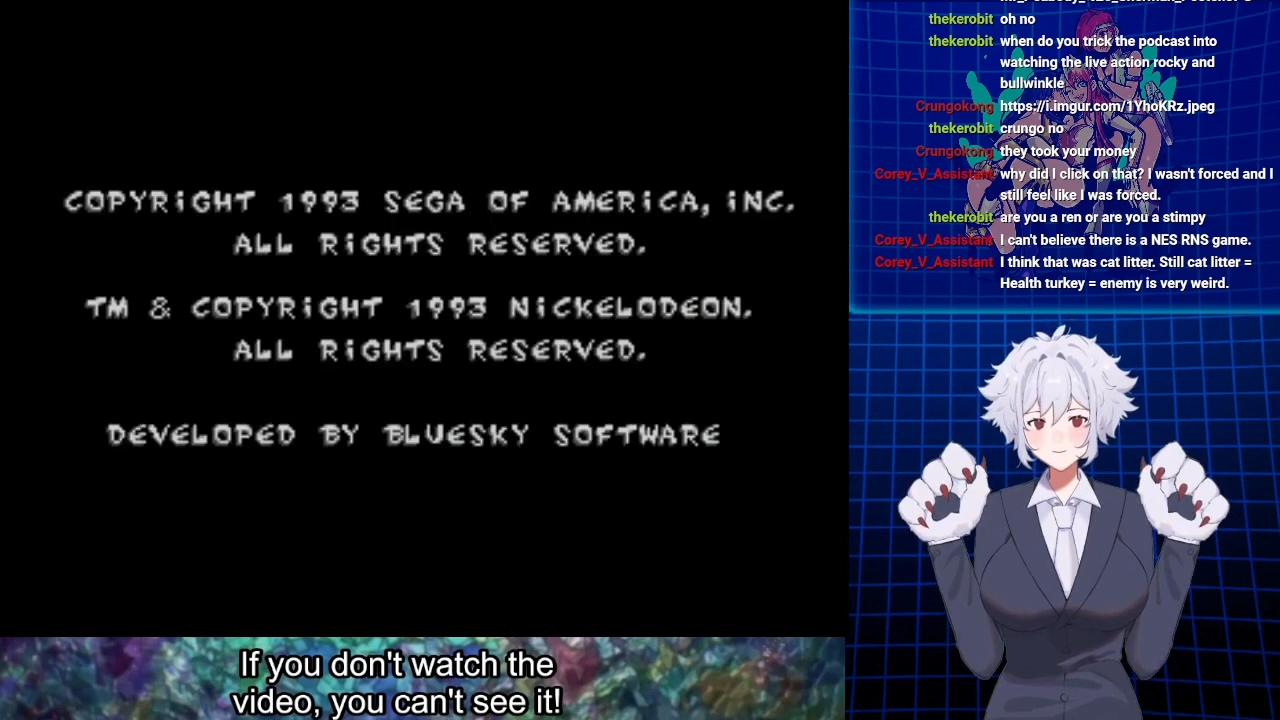 COPYRIGHT 1993 SEGA OF AMERICA, INC.
ALL RIGHTS RESERVED.
TM & COPYRIGHT 1993 NICKELODEON.
ALL RIGHTS RESERVED.
DEVELOPED BY BLUESKY SOFTWARE
If you don't watch the
video, you can't see it!
thekerobit oh no
thekerobit when do you trick the podcast into
watching the live action rocky and
bullwinkle
Crungokong https://i.imgur.com/1YhoKRz.jpeg
thekerobit crungo no
Crungokong they took your money
Corey_V_Assistant why did I click on that? I wasn't forced and I
still feel like I was forced.
thekerobit are you a ren or are you a stimpy
Corey_V_Assistant I can't believe there is a NES RNS game.
Corey_V_Assistant I think that was cat litter. Still cat litter =
Health turkey = enemy is very weird.